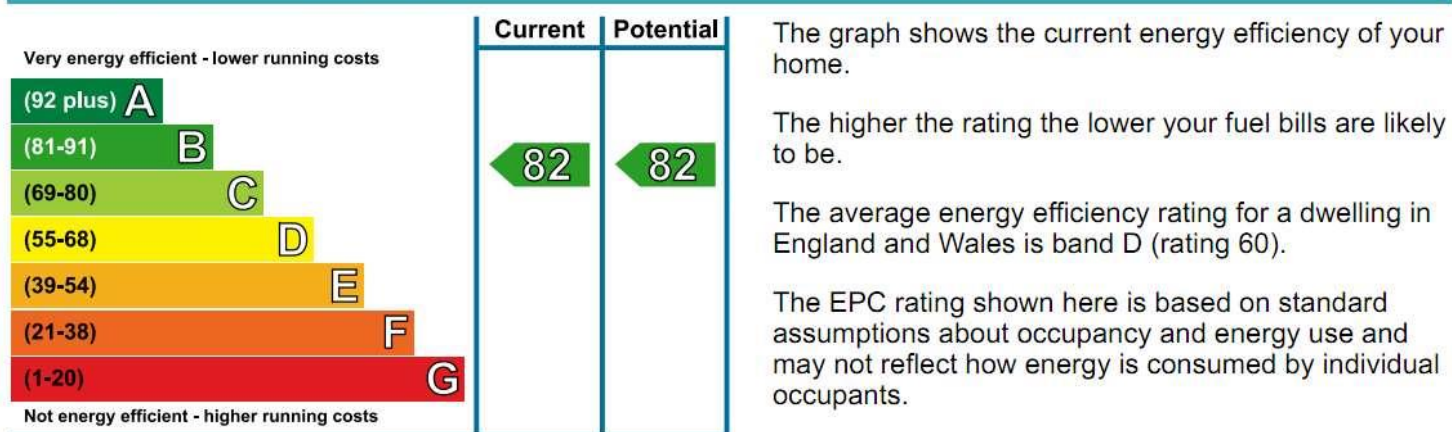 Current Potential
Very energy efficient - lower running costs
(92 plus) A
(81-91) B
(69-80) C
(55-68) D
(39-54) E
(21-38) F
(1-20) G
Not energy efficient - higher running costs
82 82
The graph shows the current energy efficiency of your
home.
The higher the rating the lower your fuel bills are likely
to be.
The average energy efficiency rating for a dwelling in
England and Wales is band D (rating 60).
The EPC rating shown here is based on standard
assumptions about occupancy and energy use and
may not reflect how energy is consumed by individual
occupants.